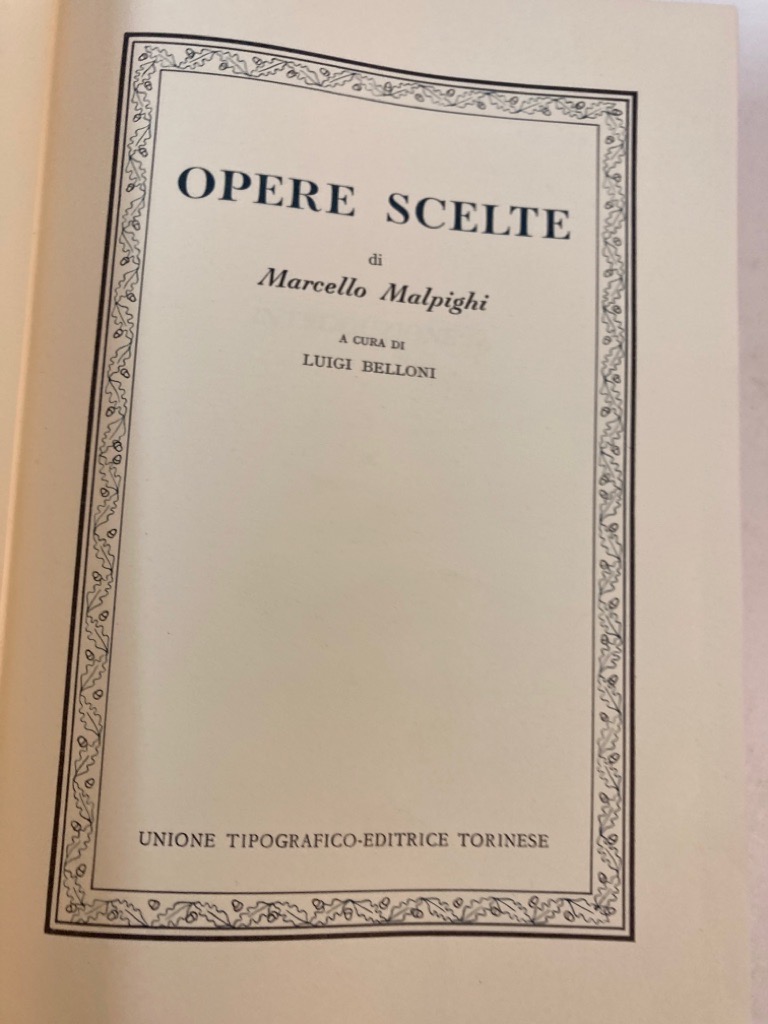 OPERE SCELTE
di
Marcello Malpighi
A CURA DI
LUIGI BELLONI
UNIONE TIPOGRAFICO-EDITRICE TORINESE